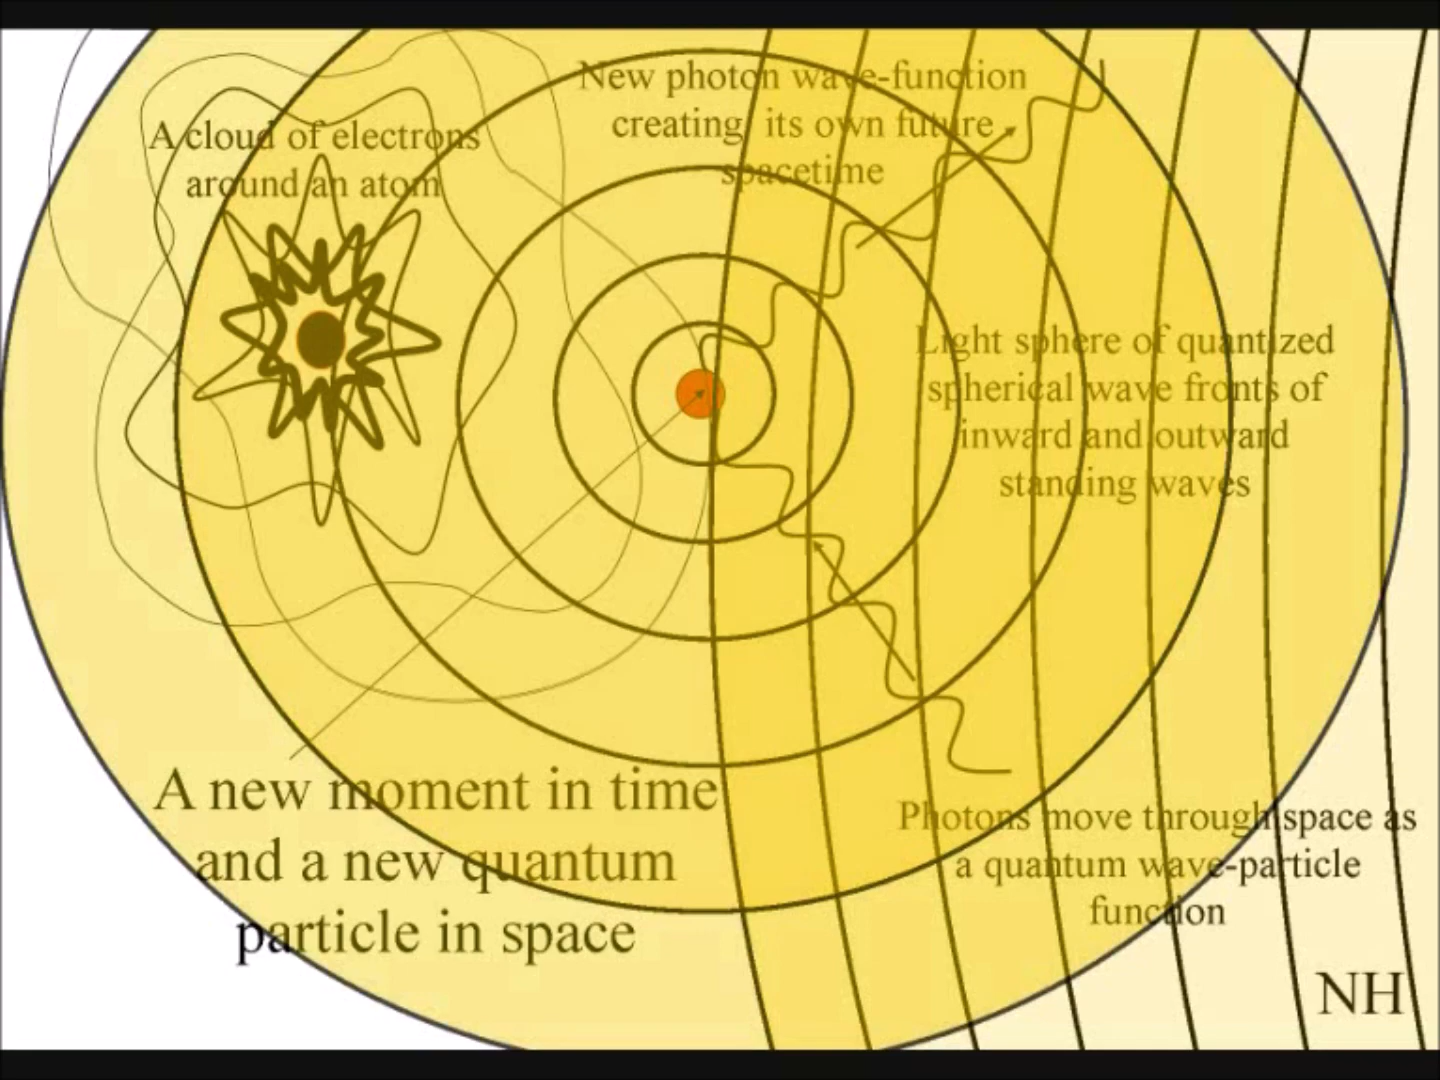 New photon wave-function
creating its own future
spacetime
A cloud of electrons
around an atom
Light sphere of quantized
spherical wave fronts of
inward and outward
standing waves
A new moment in time
and a new quantum
particle in space
Photons move through space as
a quantum wave-particle
function
NH